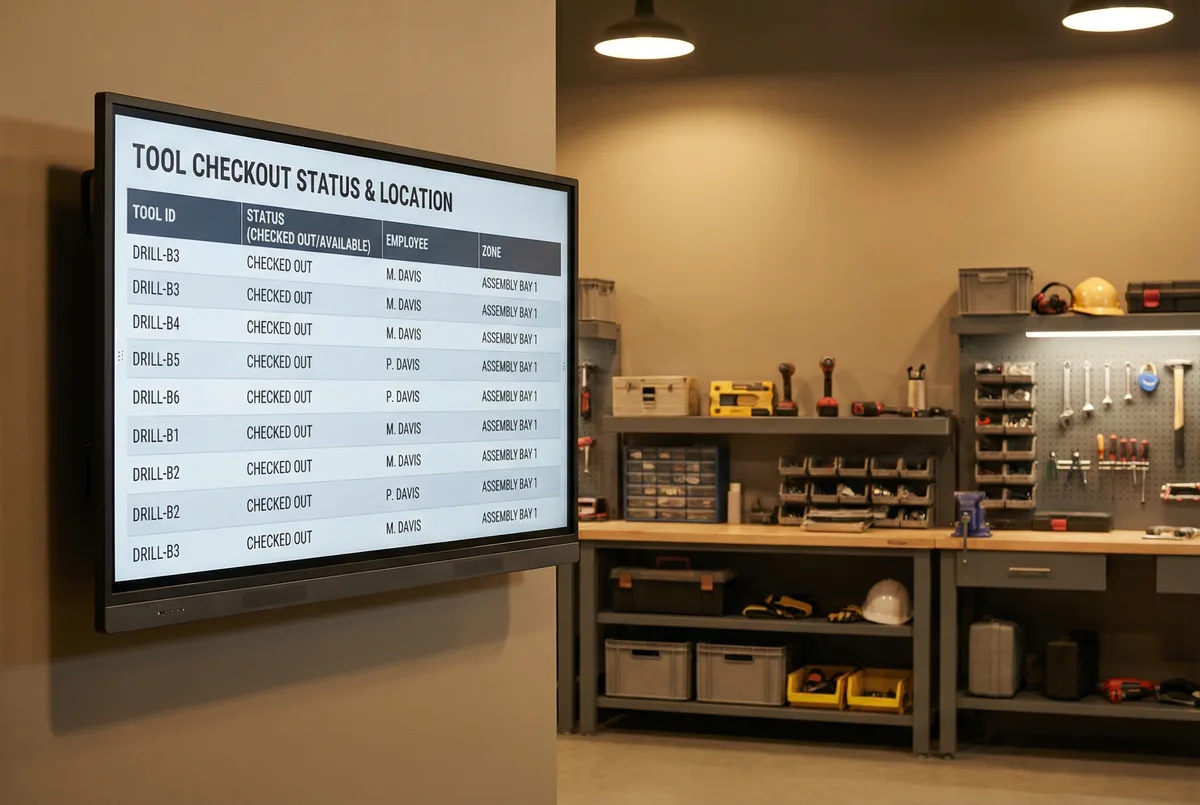 TOOL CHECKOUT STATUS & LOCATION
TOOL ID STATUS (CHECKED OUT/AVAILABLE) EMPLOYEE ZONE
DRILL-B3 CHECKED OUT M. DAVIS ASSEMBLY BAY 1
DRILL-B3 CHECKED OUT M. DAVIS ASSEMBLY BAY 1
DRILL-B4 CHECKED OUT M. DAVIS ASSEMBLY BAY 1
DRILL-B5 CHECKED OUT P. DAVIS ASSEMBLY BAY 1
DRILL-B6 CHECKED OUT P. DAVIS ASSEMBLY BAY 1
DRILL-B1 CHECKED OUT M. DAVIS ASSEMBLY BAY 1
DRILL-B2 CHECKED OUT M. DAVIS ASSEMBLY BAY 1
DRILL-B2 CHECKED OUT P. DAVIS ASSEMBLY BAY 1
DRILL-B3 CHECKED OUT M. DAVIS ASSEMBLY BAY 1